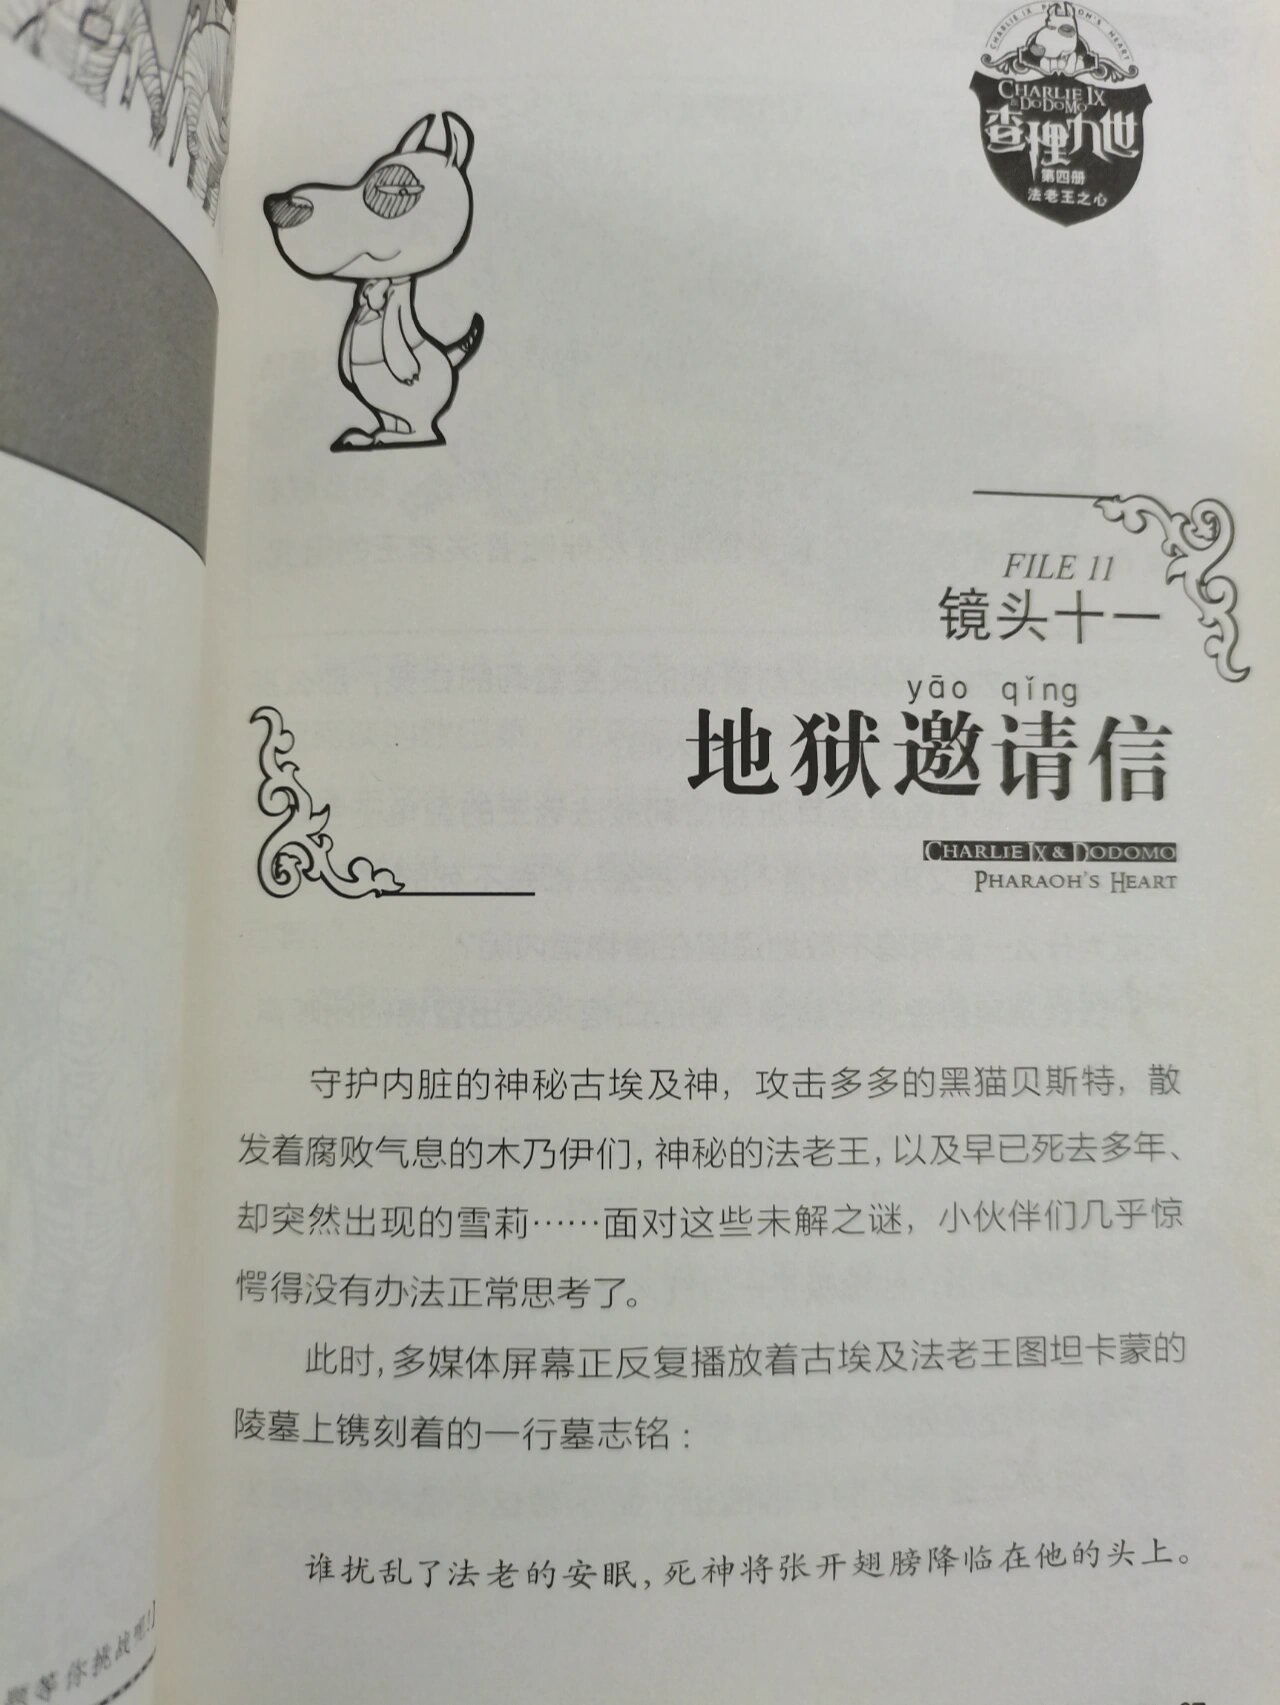 CHARLIE IX PHARAOH'S HEART
CHARLIE IX
& DODOMO
查理九世
第四册
法老王之心
FILE 11
镜头十一
yāo qǐng
地狱邀请信
CHARLIE IX & DODOMO
PHARAOH'S HEART
守护内脏的神秘古埃及神，攻击多多的黑猫贝斯特，散
发着腐败气息的木乃伊们，神秘的法老王，以及早已死去多年、
却突然出现的雪莉……面对这些未解之谜，小伙伴们几乎惊
愕得没有办法正常思考了。
此时，多媒体屏幕正反复播放着古埃及法老王图坦卡蒙的
陵墓上镌刻着的一行墓志铭：
谁扰乱了法老的安眠，死神将张开翅膀降临在他的头上。
等你挑战呢!